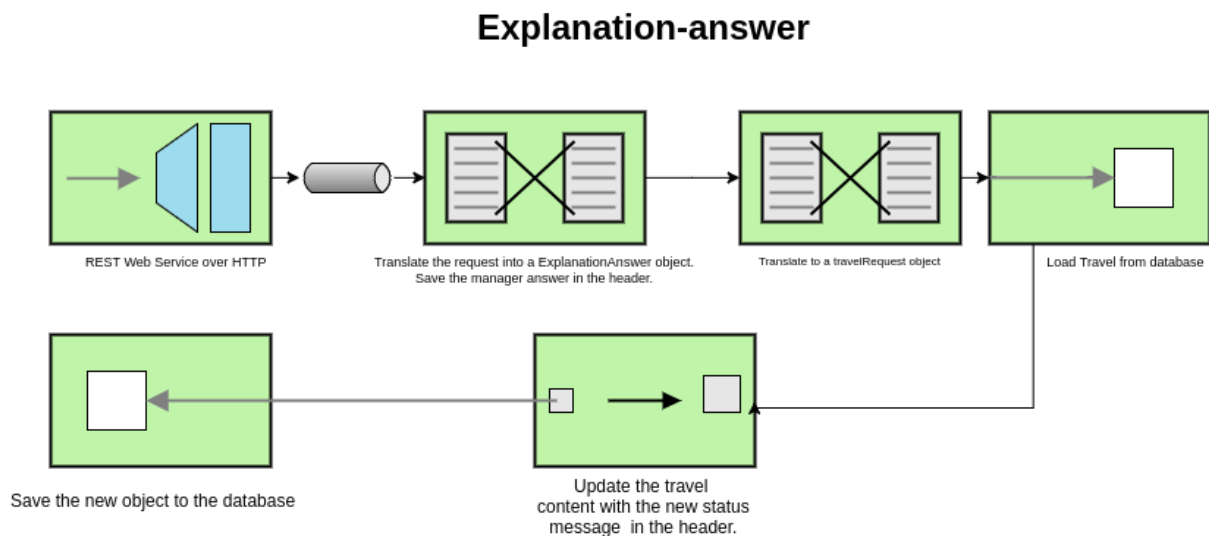 Explanation-answer
REST Web Service over HTTP
Translate the request into a ExplanationAnswer object.
Save the manager answer in the header.
Translate to a travelRequest object
Load Travel from database
Save the new object to the database
Update the travel
content with the new status
message  in the header.